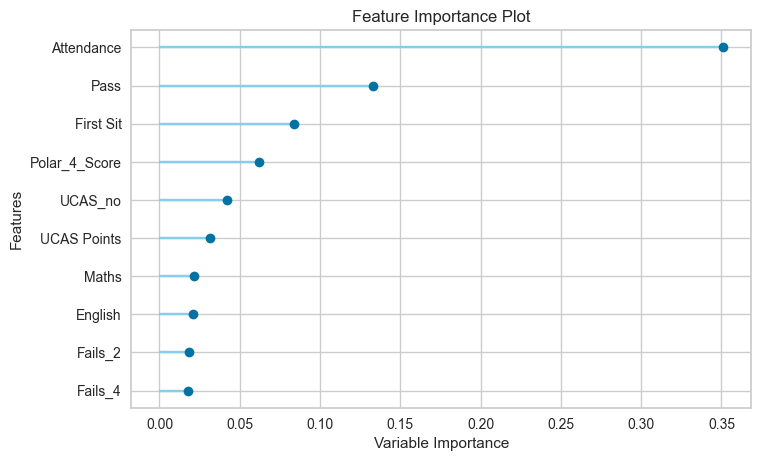 Feature Importance Plot
Attendance
Pass
First Sit
Polar_4_Score
UCAS_no
UCAS Points
Maths
English
Fails_2
Fails_4
Features
0.00 0.05 0.10 0.15 0.20 0.25 0.30 0.35
Variable Importance